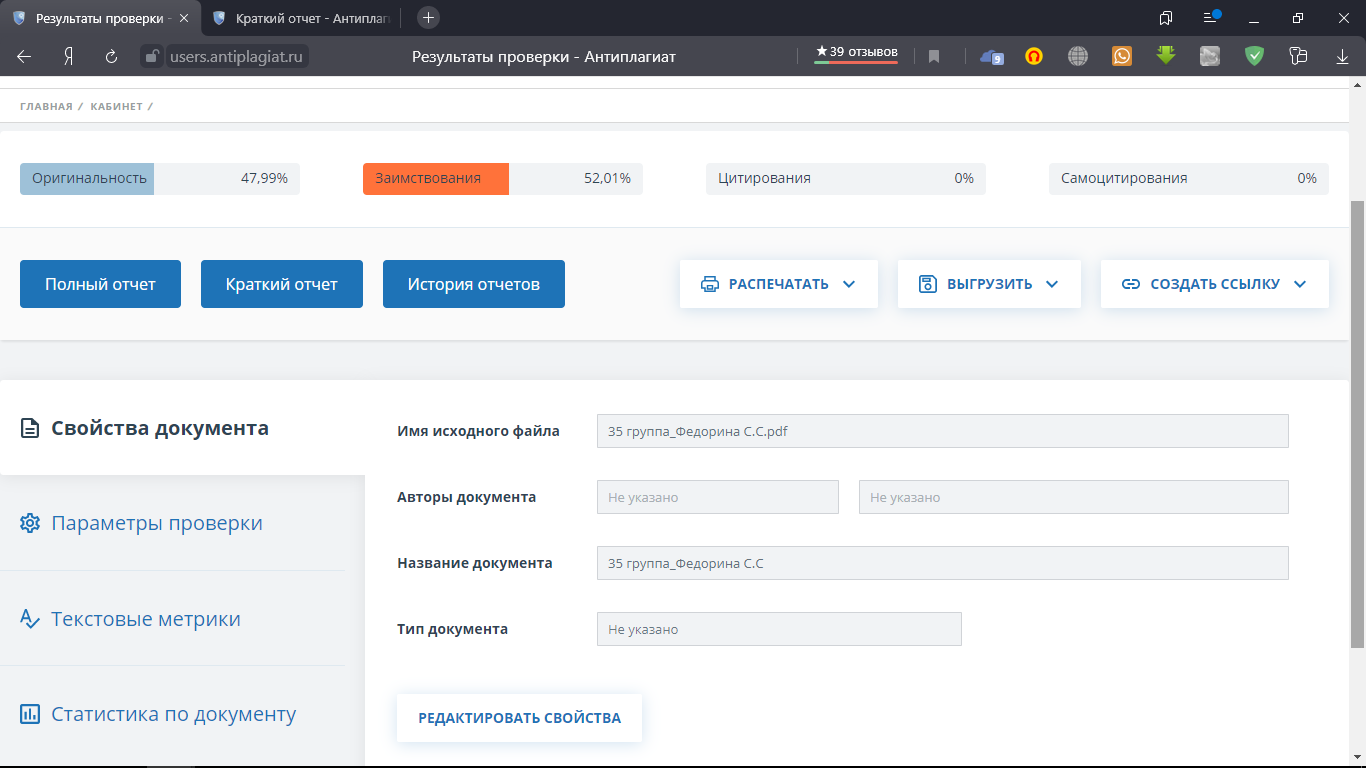 Результаты проверки -
Краткий отчет - Антиплаг
users.antiplagiat.ru
Результаты проверки - Антиплагиат
★39 отзывов
9
ГЛАВНАЯ / КАБИНЕТ /
Оригинальность 47,99%
Заимствования 52,01%
Цитирования 0%
Самоцитирования 0%
Полный отчет
Краткий отчет
История отчетов
РАСПЕЧАТАТЬ
ВЫГРУЗИТЬ
СОЗДАТЬ ССЫЛКУ
Свойства документа
Параметры проверки
Текстовые метрики
Статистика по документу
Имя исходного файла 35 группа_Федорина С.С.pdf
Авторы документа Не указано Не указано
Название документа 35 группа_Федорина С.С
Тип документа Не указано
РЕДАКТИРОВАТЬ СВОЙСТВА